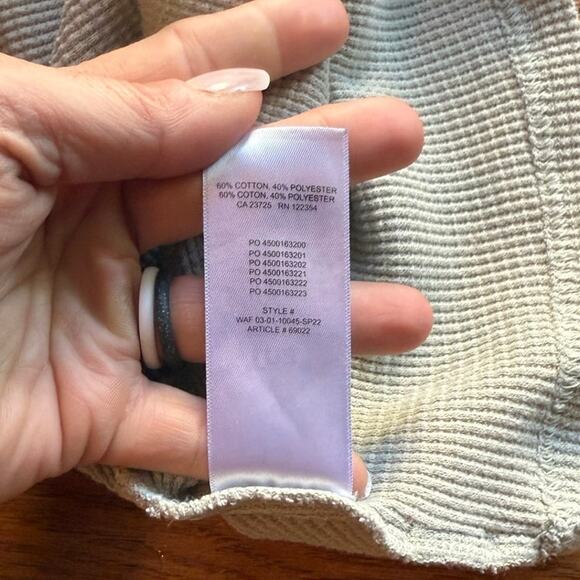 60% COTTON, 40% POLYESTER
60% COTON, 40% POLYESTER
CA 23725 RN 122354
PO 4500163200
PO 4500163201
PO 4500163202
PO 4500163221
PO 4500163222
PO 4500163223
STYLE #
WAF 03-01-10045-SP22
ARTICLE # 69022